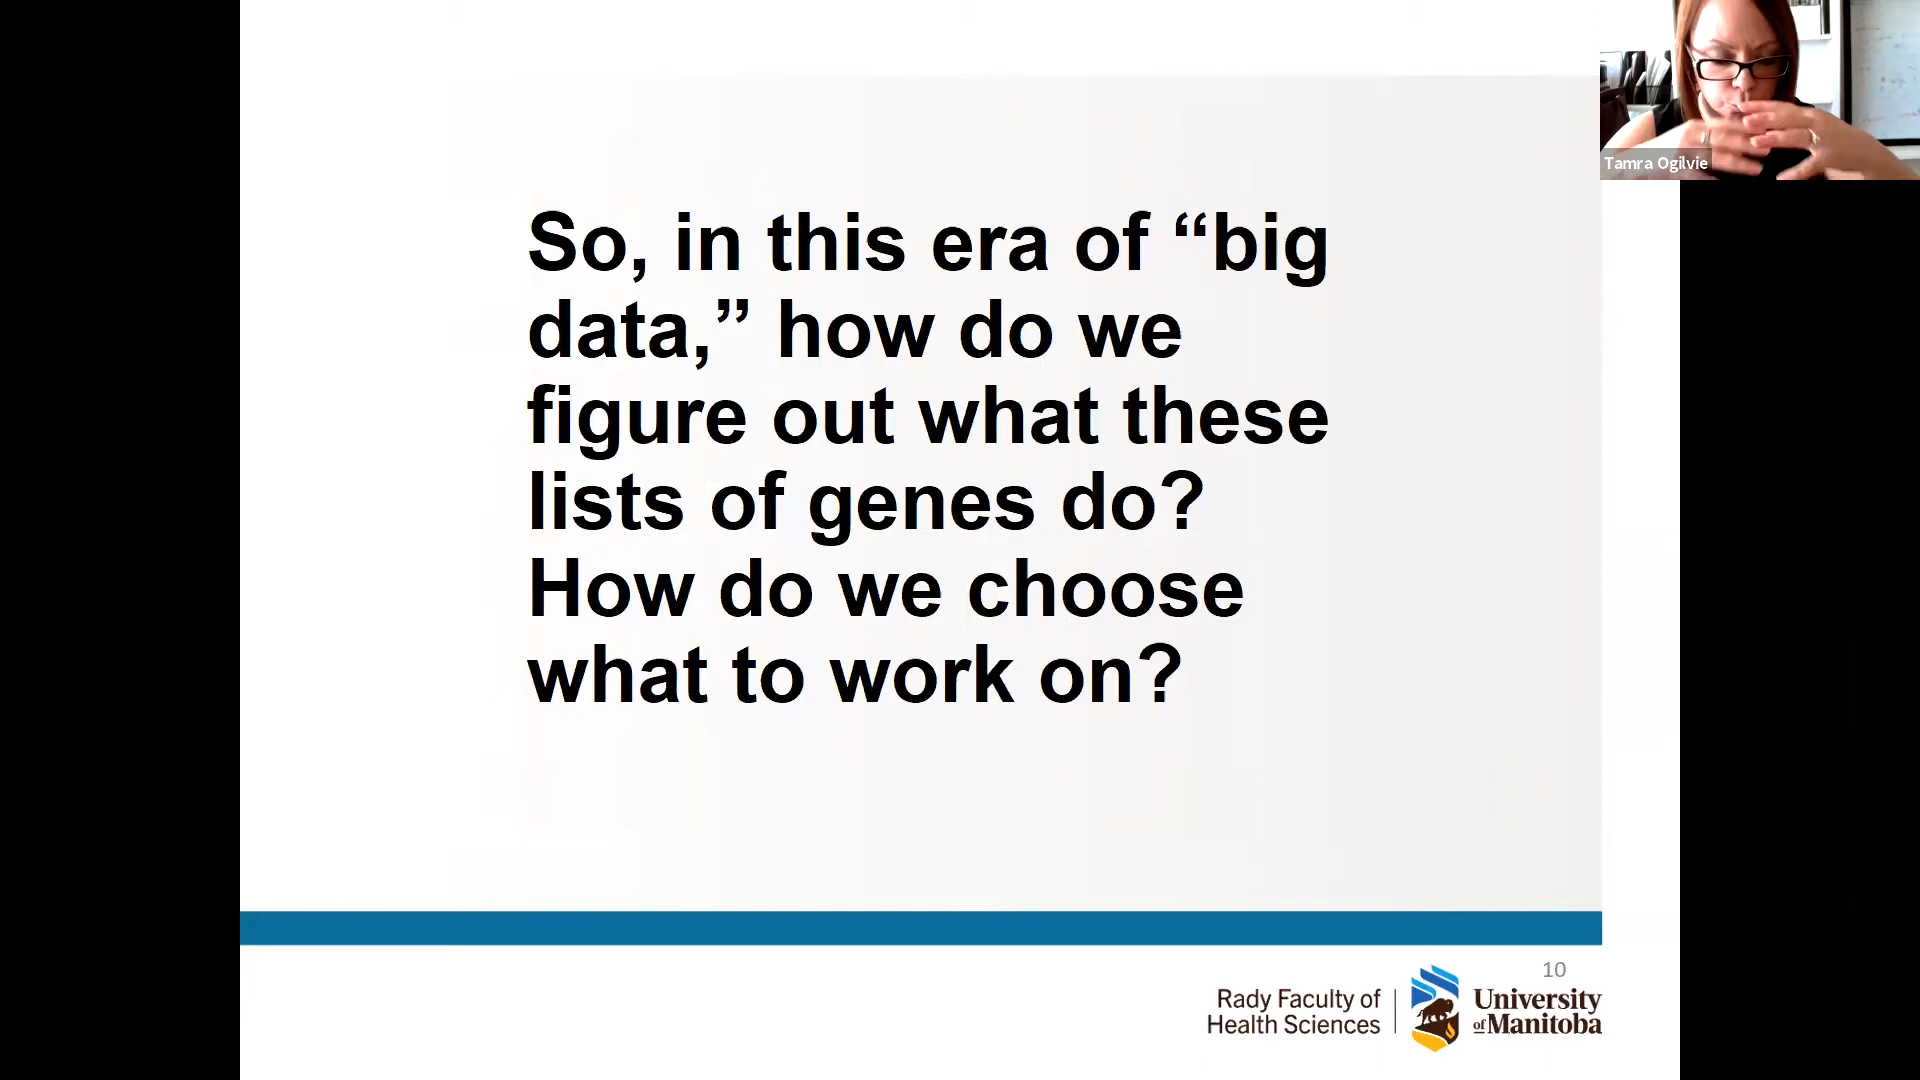 Tamra Ogilvie
So, in this era of “big
data,” how do we
figure out what these
lists of genes do?
How do we choose
what to work on?
10
Rady Faculty of
Health Sciences
University
of Manitoba